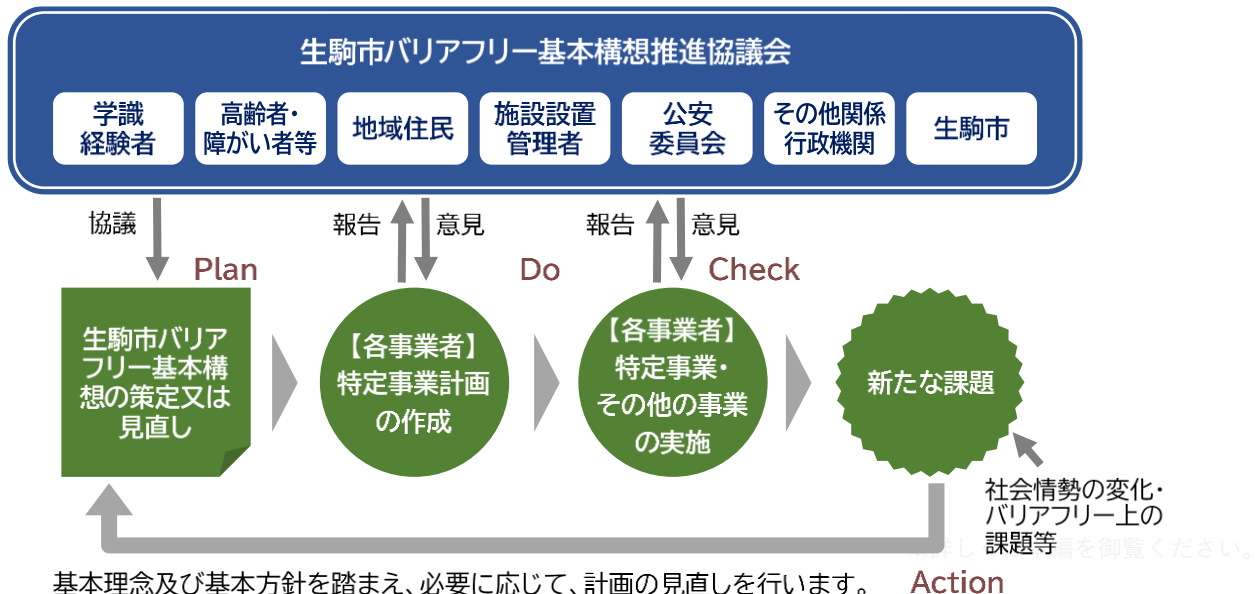 生駒市バリアフリー基本構想推進協議会
学識
経験者
高齢者・
障がい者等
地域住民
施設設置
管理者
公安
委員会
その他関係
行政機関
生駒市
協議
報告
意見
報告
意見
Plan
Do
Check
生駒市バリア
フリー基本構
想の策定又は
見直し
【各事業者】
特定事業計画
の作成
【各事業者】
特定事業・
その他の事業
の実施
新たな課題
社会情勢の変化・
バリアフリー上の
課題等
を御覧ください。
基本理念及び基本方針を踏まえ、必要に応じて、計画の見直しを行います。
Action